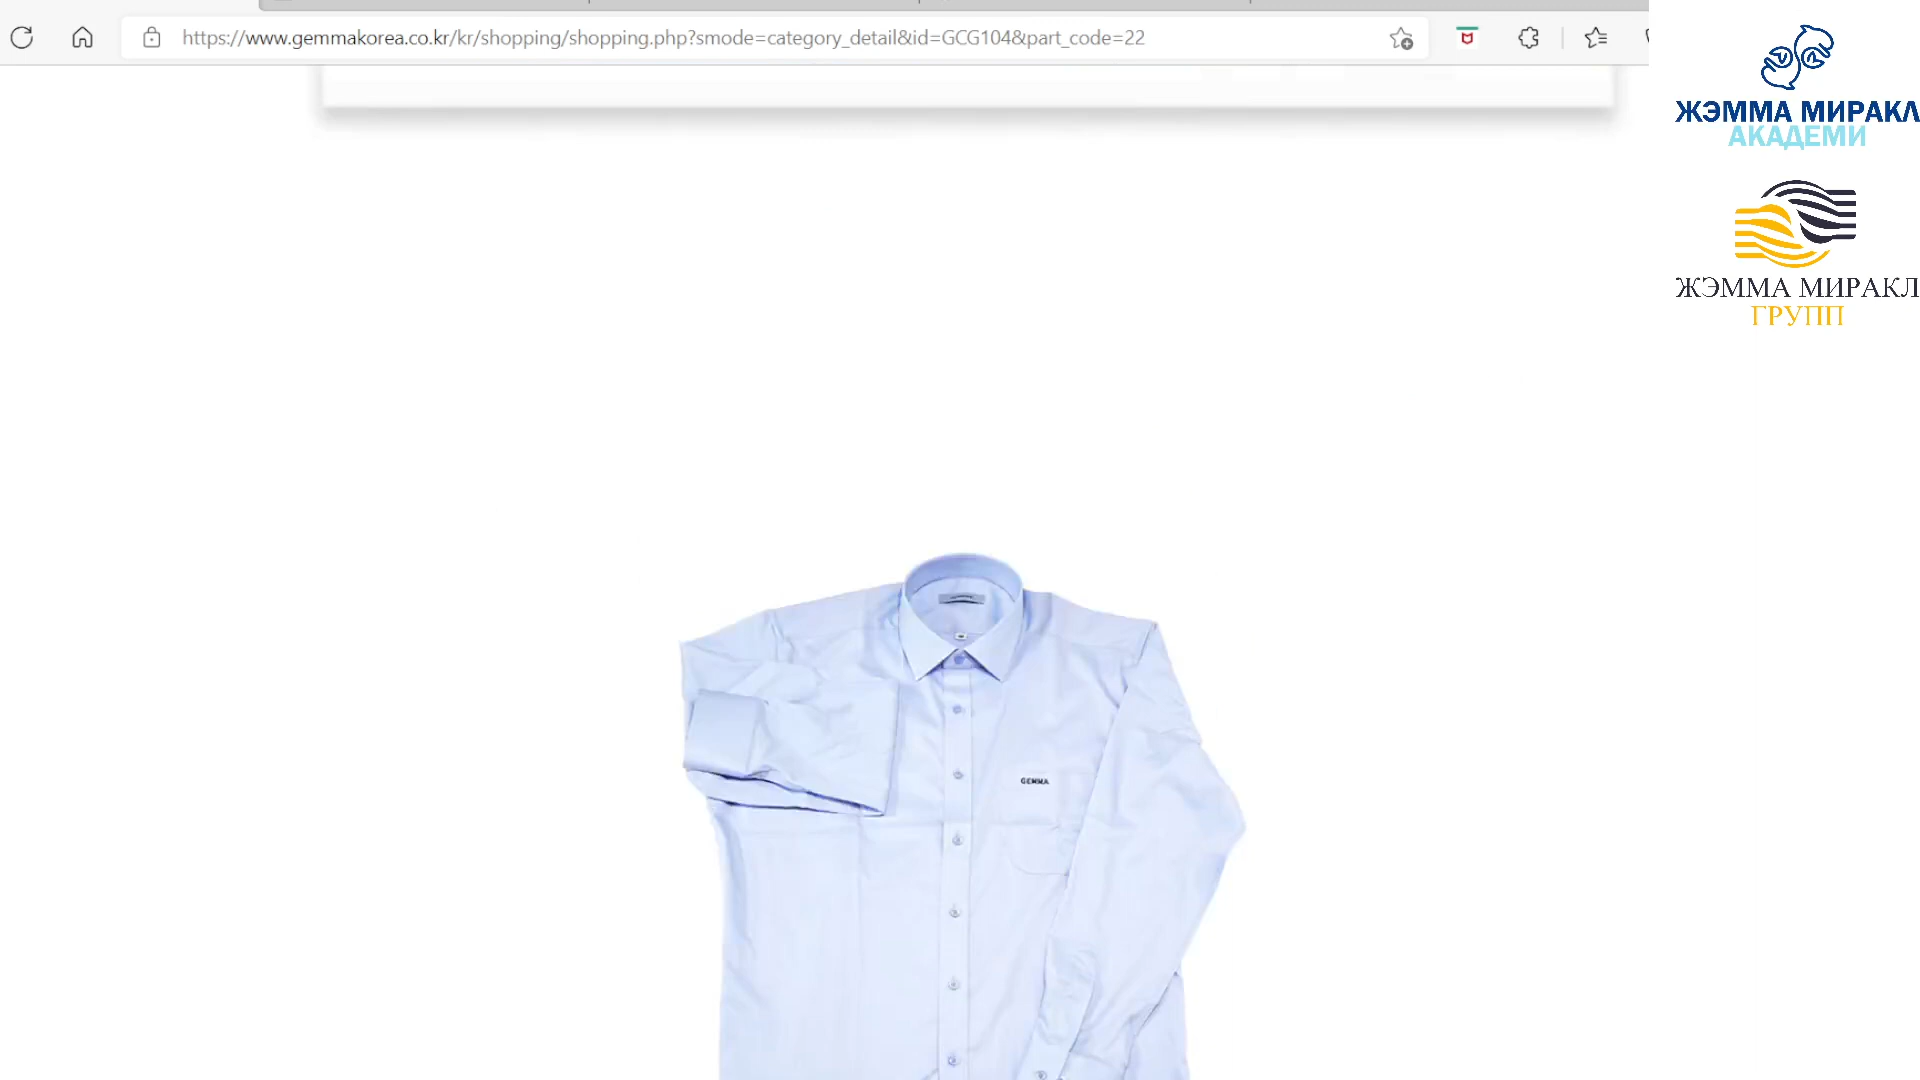 https://www.gemmakorea.co.kr/kr/shopping/shopping.php?smode=category_detail&id=GCG104&part_code=22
ЖЭММА МИРАКЛ
АКАДЕМИ
ЖЭММА МИРАКЛ
ГРУПП
GEMMA